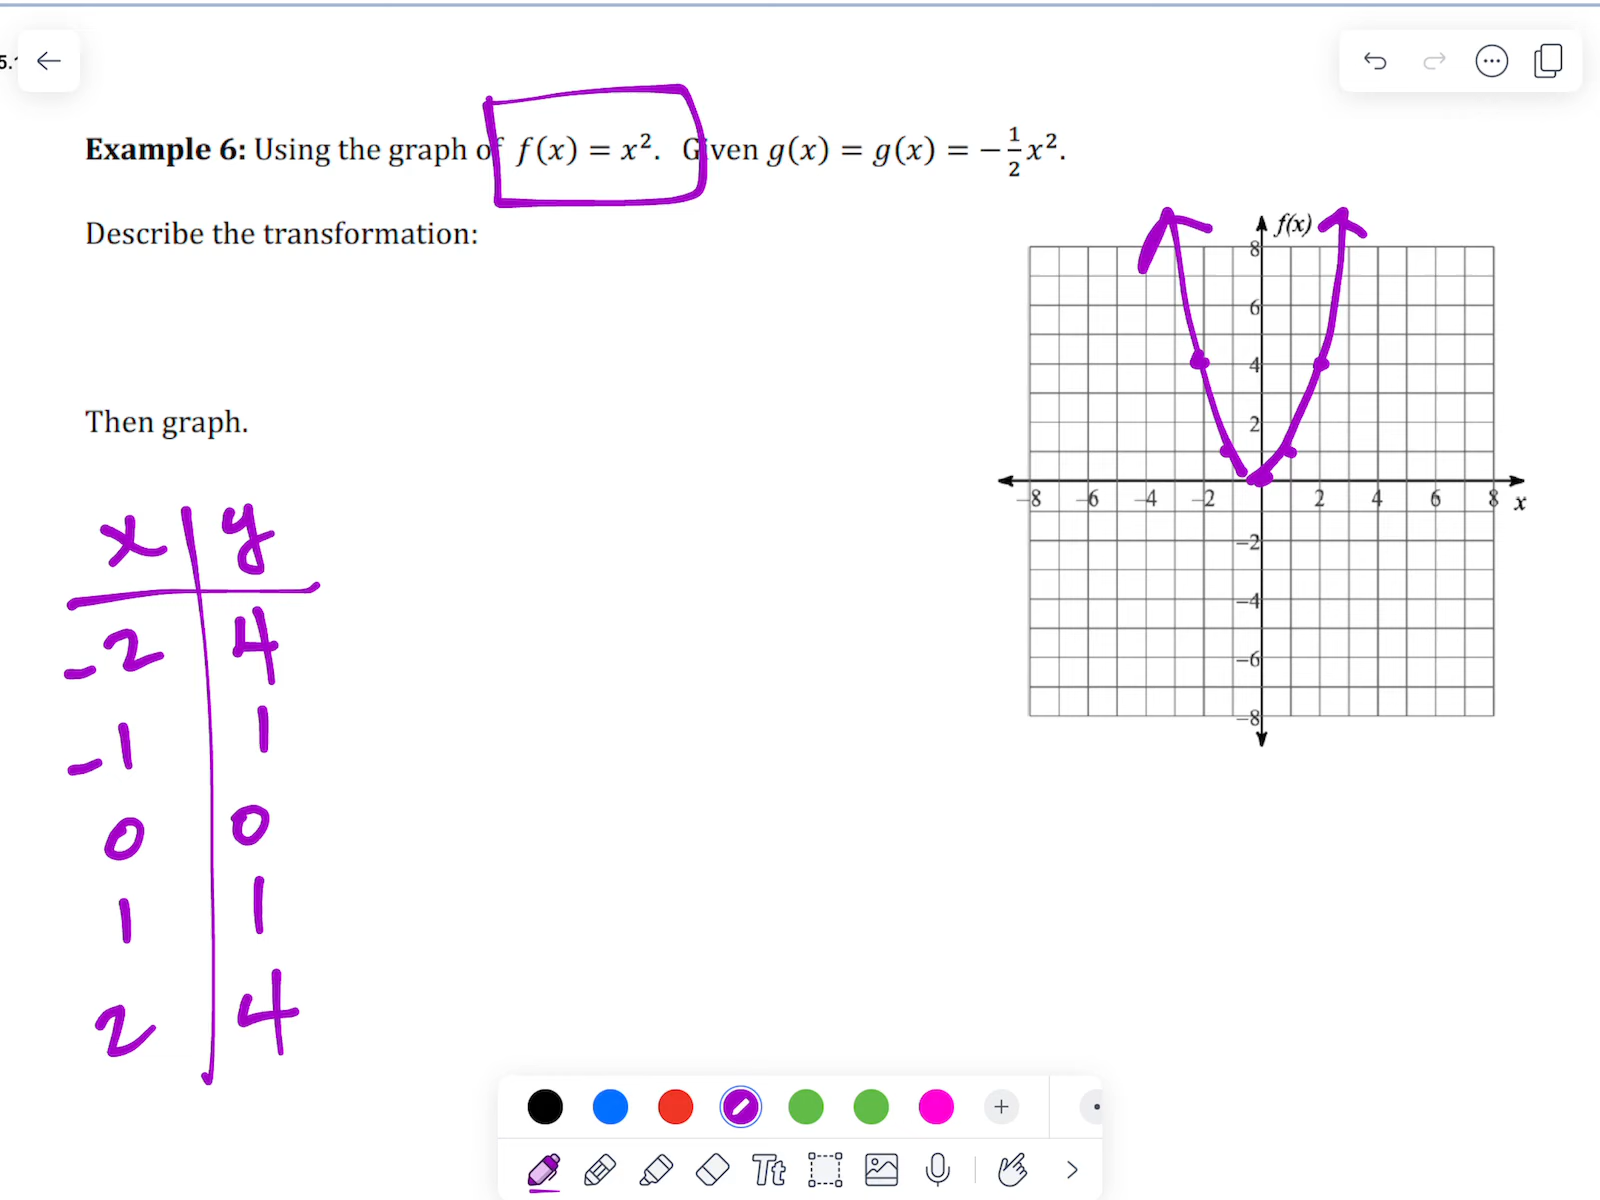 5.
Example 6: Using the graph of f(x) = x². Given g(x) = g(x) = −½x².
Describe the transformation:
Then graph.
f(x)
8
6
4
2
−8 −6 −4 −2 2 4 6 8 x
−2
−4
−6
−8
x y
-2 4
-1 1
0 0
1 1
2 4
+
Tt